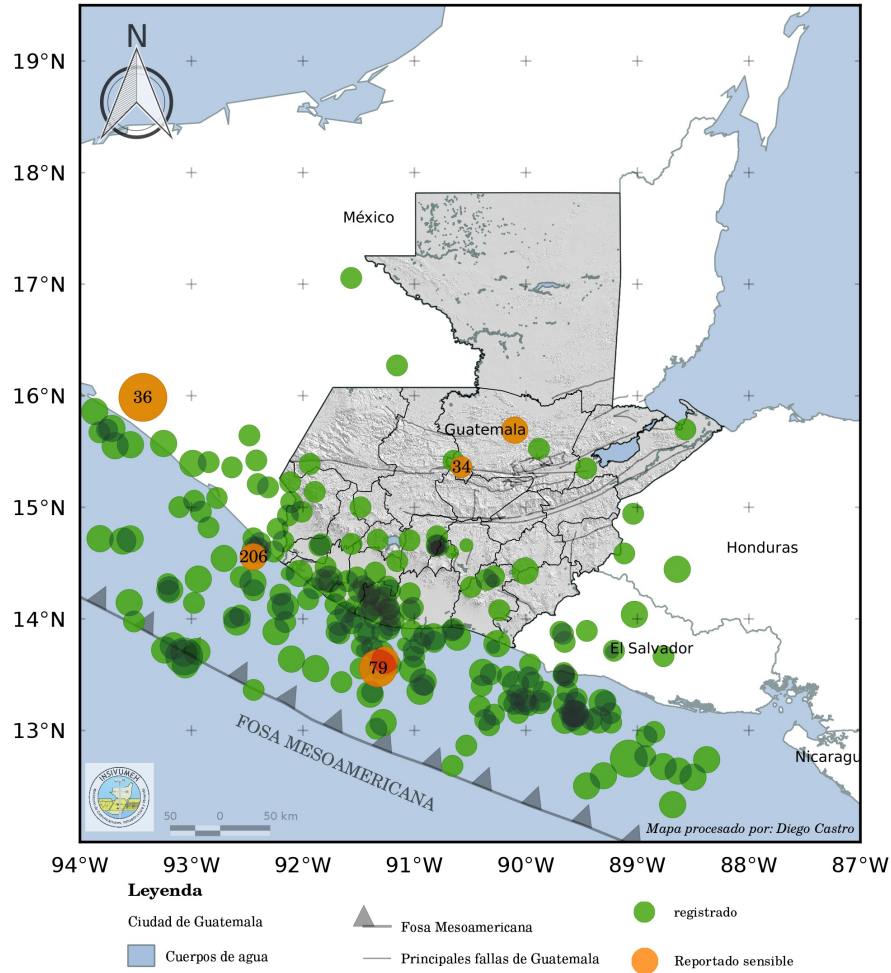 N
19°N
18°N
México
17°N
16°N
36
Guatemala
34
15°N
206
Honduras
14°N
El Salvador
79
13°N
FOSA MESOAMERICANA
Nicaragu
INSIVUMEH
50 0 50 km
Mapa procesado por: Diego Castro
94°W 93°W 92°W 91°W 90°W 89°W 88°W 87°W
Leyenda
Ciudad de Guatemala
Fosa Mesoamericana
registrado
Cuerpos de agua
Principales fallas de Guatemala
Reportado sensible